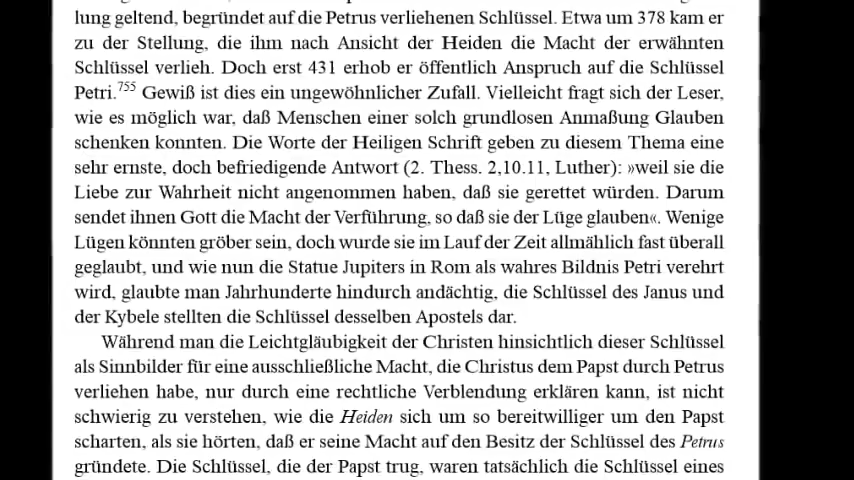 lung geltend, begründet auf die Petrus verliehenen Schlüssel. Etwa um 378 kam er
zu der Stellung, die ihm nach Ansicht der Heiden die Macht der erwähnten
Schlüssel verlieh. Doch erst 431 erhob er öffentlich Anspruch auf die Schlüssel
Petri.755 Gewiß ist dies ein ungewöhnlicher Zufall. Vielleicht fragt sich der Leser,
wie es möglich war, daß Menschen einer solch grundlosen Anmaßung Glauben
schenken konnten. Die Worte der Heiligen Schrift geben zu diesem Thema eine
sehr ernste, doch befriedigende Antwort (2. Thess. 2,10.11, Luther): »weil sie die
Liebe zur Wahrheit nicht angenommen haben, daß sie gerettet würden. Darum
sendet ihnen Gott die Macht der Verführung, so daß sie der Lüge glauben«. Wenige
Lügen könnten gröber sein, doch wurde sie im Lauf der Zeit allmählich fast überall
geglaubt, und wie nun die Statue Jupiters in Rom als wahres Bildnis Petri verehrt
wird, glaubte man Jahrhunderte hindurch andächtig, die Schlüssel des Janus und
der Kybele stellten die Schlüssel desselben Apostels dar.
Während man die Leichtgläubigkeit der Christen hinsichtlich dieser Schlüssel
als Sinnbilder für eine ausschließliche Macht, die Christus dem Papst durch Petrus
verliehen habe, nur durch eine rechtliche Verblendung erklären kann, ist nicht
schwierig zu verstehen, wie die Heiden sich um so bereitwilliger um den Papst
scharten, als sie hörten, daß er seine Macht auf den Besitz der Schlüssel des Petrus
gründete. Die Schlüssel, die der Papst trug, waren tatsächlich die Schlüssel eines